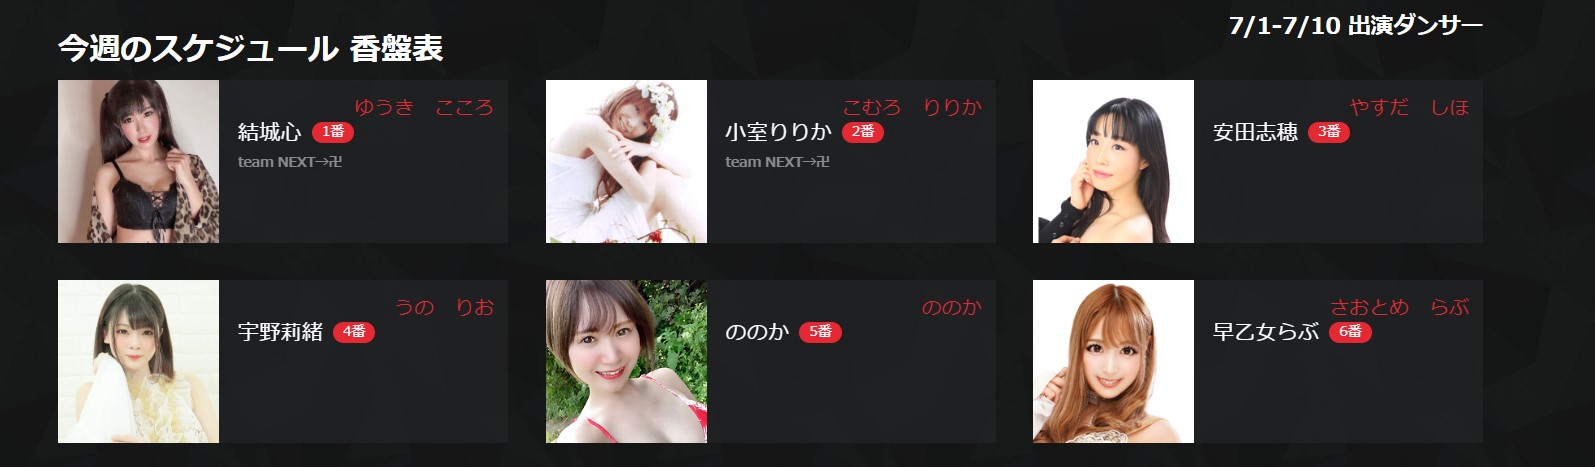 7/1-7/10 出演ダンサー
今週のスケジュール 香盤表
ゆうき　こころ
結城心 1番
team NEXT→卍
こむろ　りりか
小室りりか 2番
team NEXT→卍
やすだ　しほ
安田志穂 3番
うの　りお
宇野莉緒 4番
ののか
ののか 5番
さおとめ　らぶ
早乙女らぶ 6番